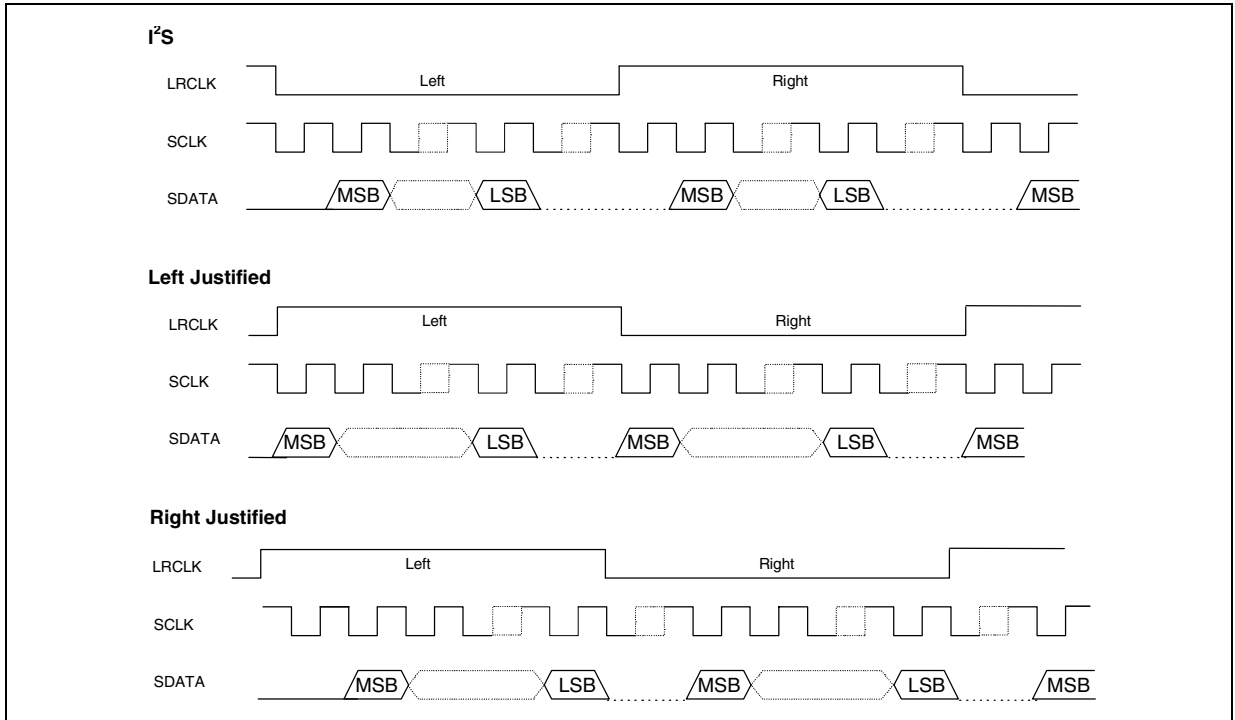 I²S
LRCLK Left Right
SCLK
SDATA MSB LSB MSB LSB MSB
Left Justified
LRCLK Left Right
SCLK
SDATA MSB LSB MSB LSB MSB
Right Justified
LRCLK Left Right
SCLK
SDATA MSB LSB MSB LSB MSB